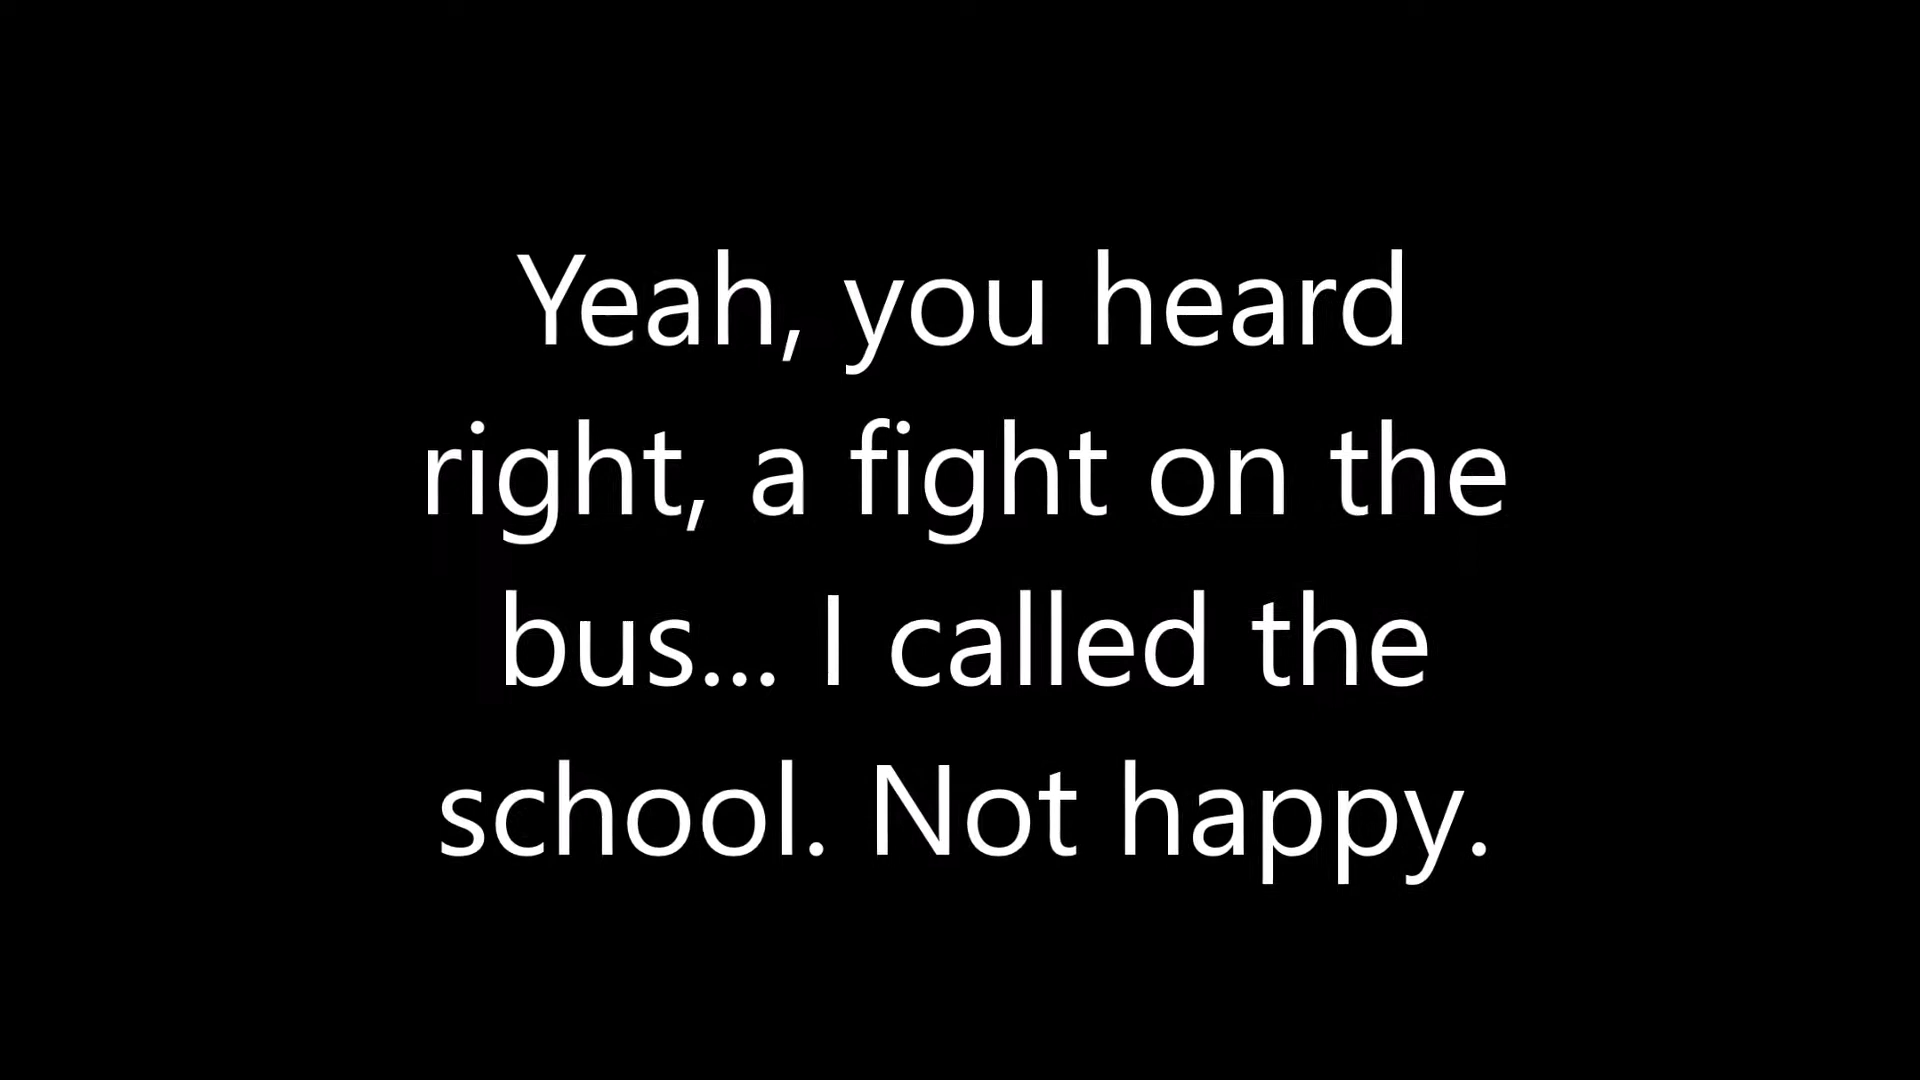 Yeah, you heard
right, a fight on the
bus... I called the
school. Not happy.